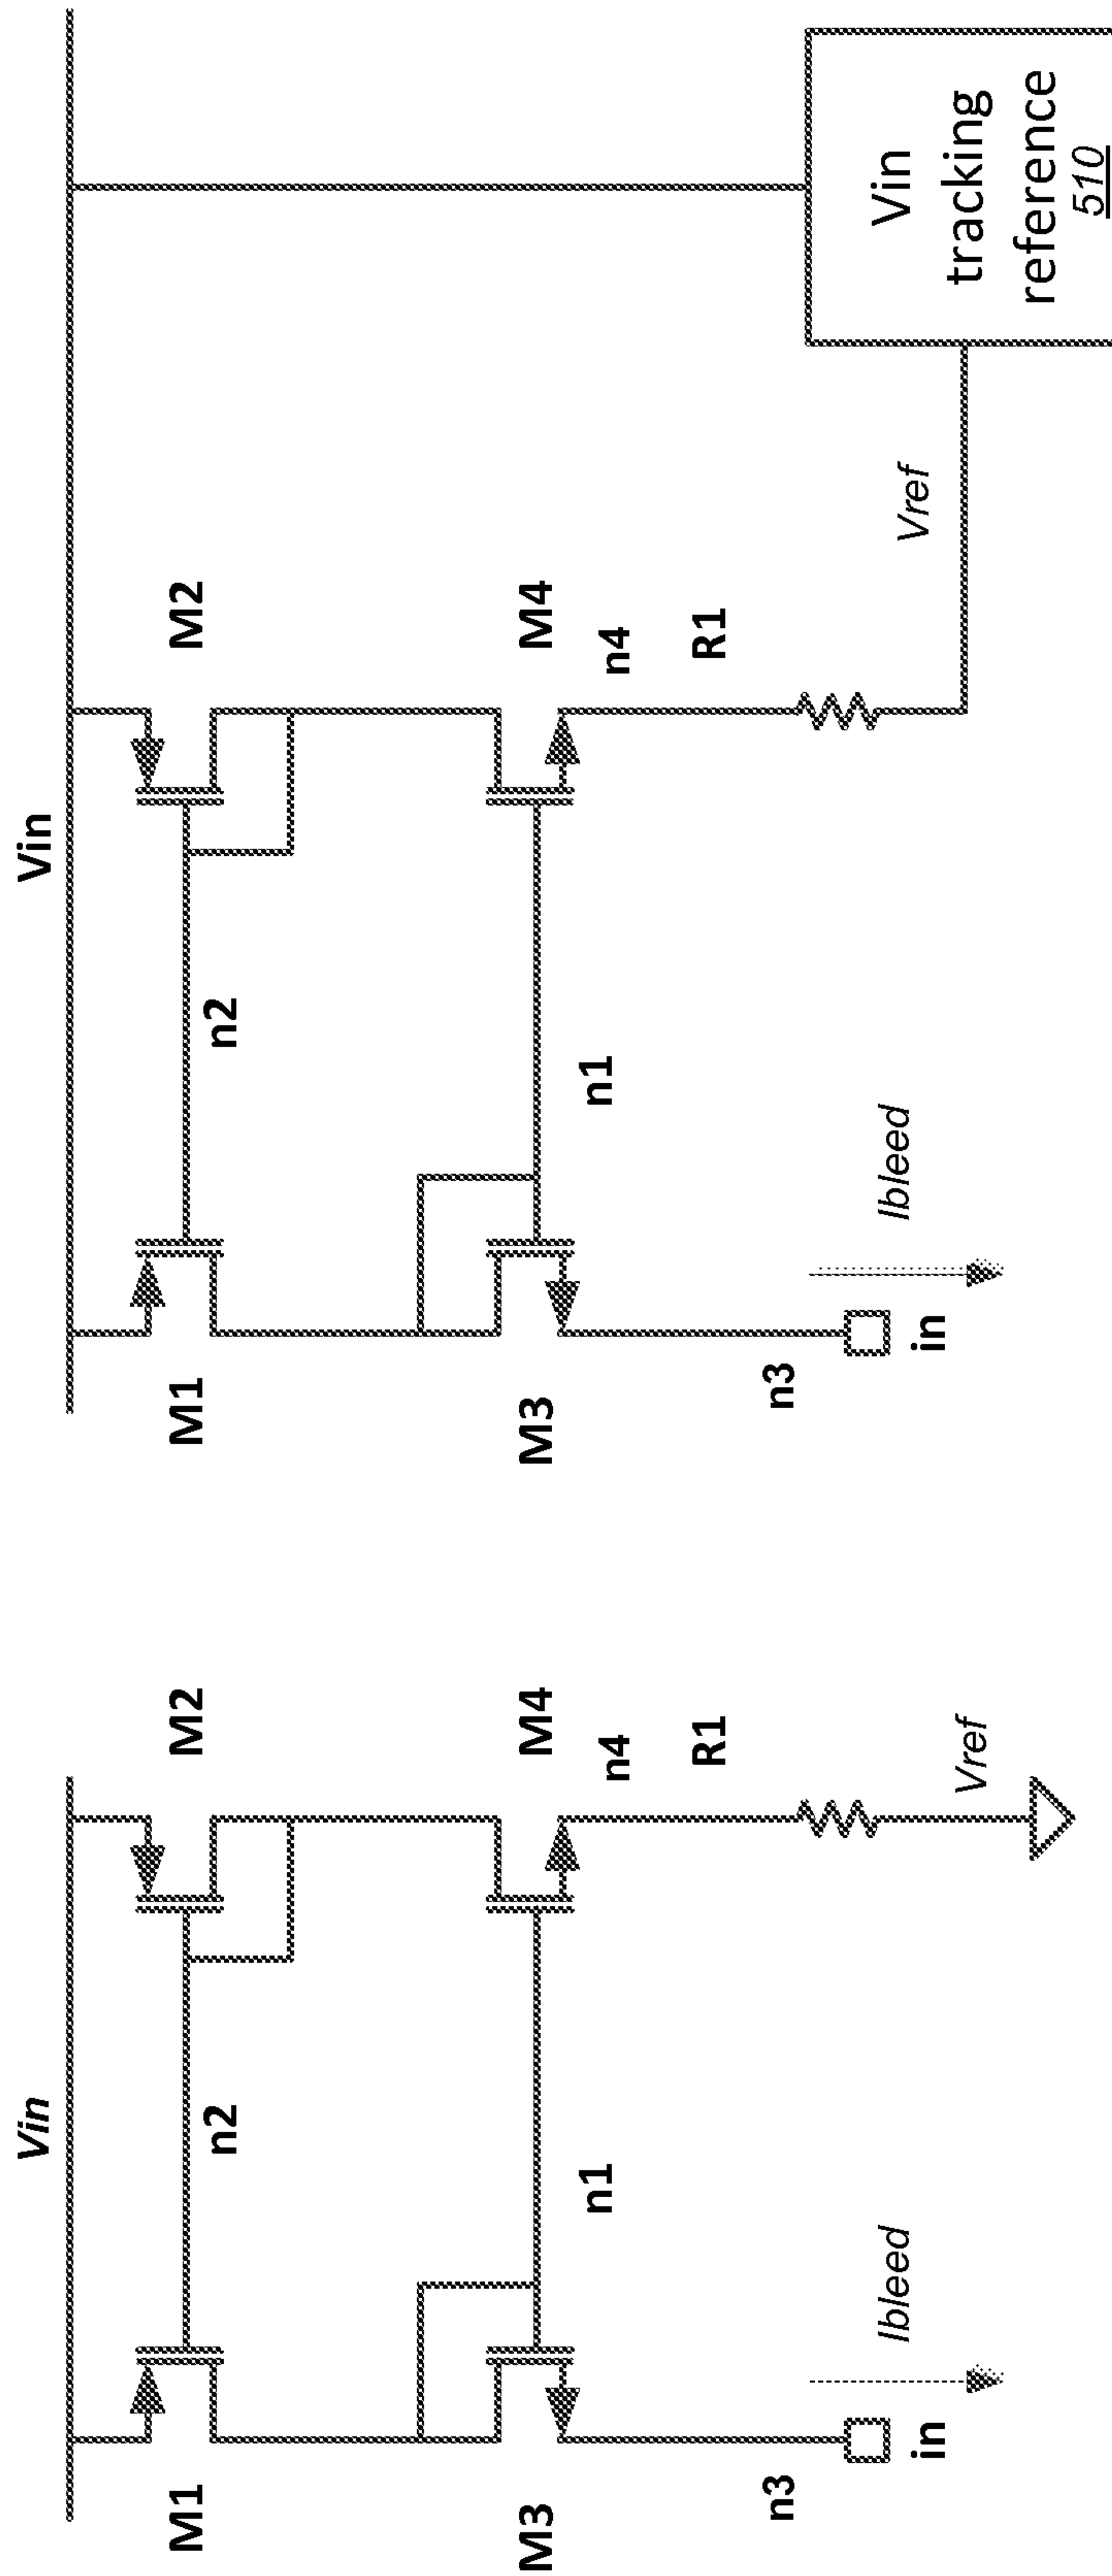 Vin
M1
M2
n2
M3
M4
n1
n4
R1
n3
Ibleed
Vref
in
Vin
M1
M2
n2
M3
M4
n1
n4
R1
n3
Ibleed
Vref
in
Vin
tracking
reference
510